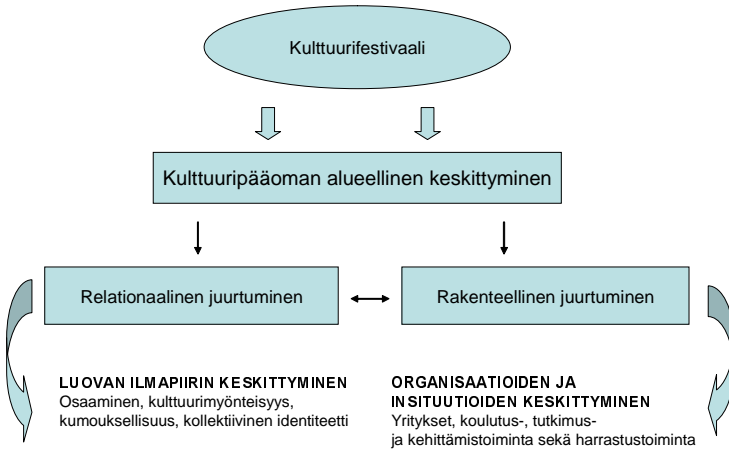 Kulttuurifestivaali
Kulttuuripääoman alueellinen keskittyminen
Relationaalinen juurtuminen
Rakenteellinen juurtuminen
LUOVAN ILMAPIIRIN KESKITTYMINEN
Osaaminen, kulttuurimyönteisyys,
kumouksellisuus, kollektiivinen identiteetti
ORGANISAATIOIDEN JA
INSITUUTIOIDEN KESKITTYMINEN
Yritykset, koulutus-, tutkimus-
ja kehittämistoiminta sekä harrastustoiminta